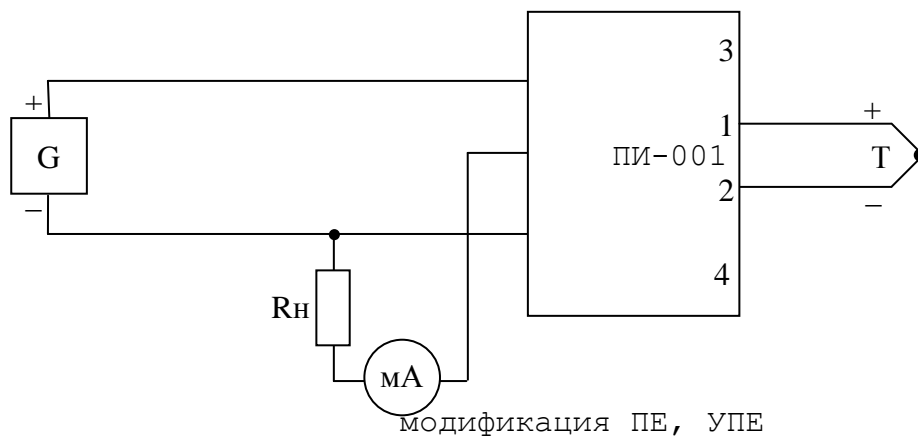 3
+
+
1
G
ПИ-001
T
2
−
−
4
Rн
мА
модификация ПЕ, УПЕ